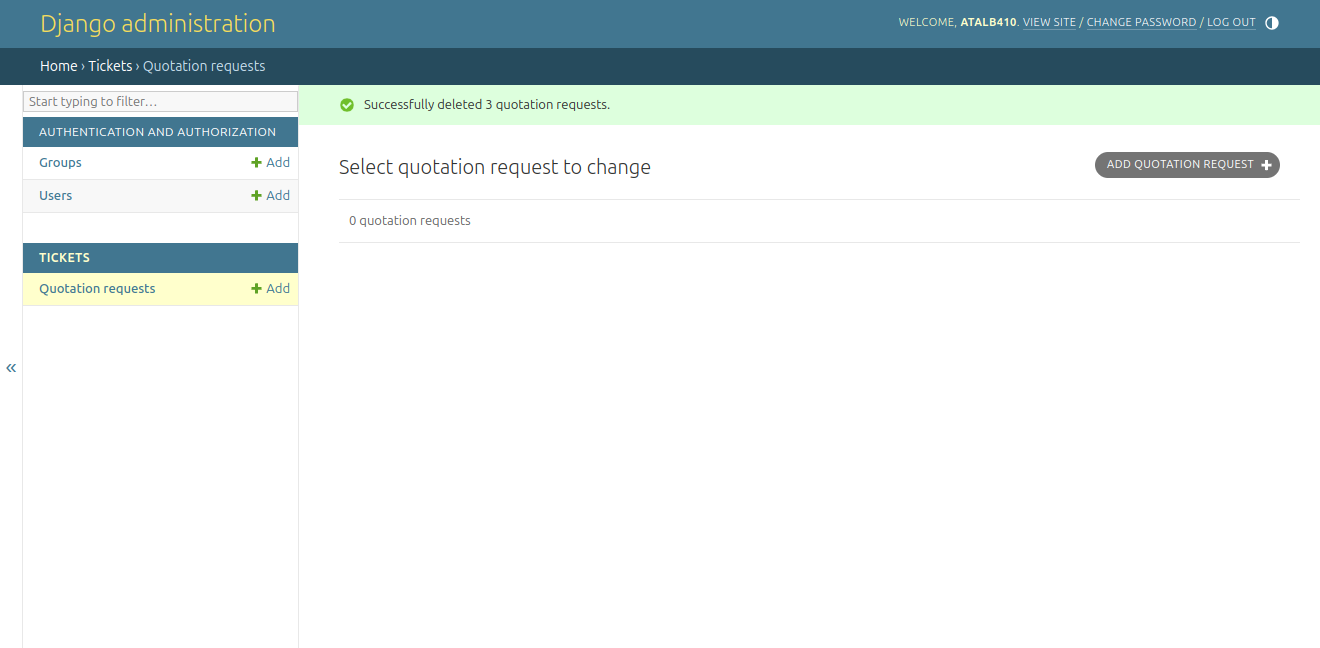 Django administration
WELCOME, ATALB410. VIEW SITE / CHANGE PASSWORD / LOG OUT
Home › Tickets › Quotation requests
Start typing to filter…
AUTHENTICATION AND AUTHORIZATION
Groups Add
Users Add
TICKETS
Quotation requests Add
«
Successfully deleted 3 quotation requests.
Select quotation request to change
ADD QUOTATION REQUEST
0 quotation requests